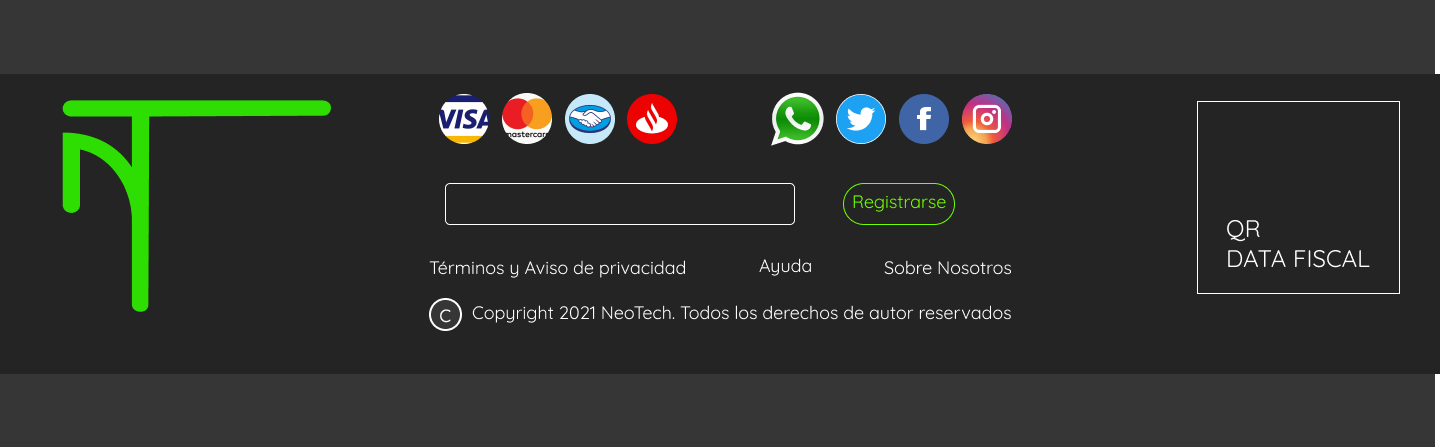 VISA
mastercard
Registrarse
QR
DATA FISCAL
Términos y Aviso de privacidad
Ayuda
Sobre Nosotros
C Copyright 2021 NeoTech. Todos los derechos de autor reservados